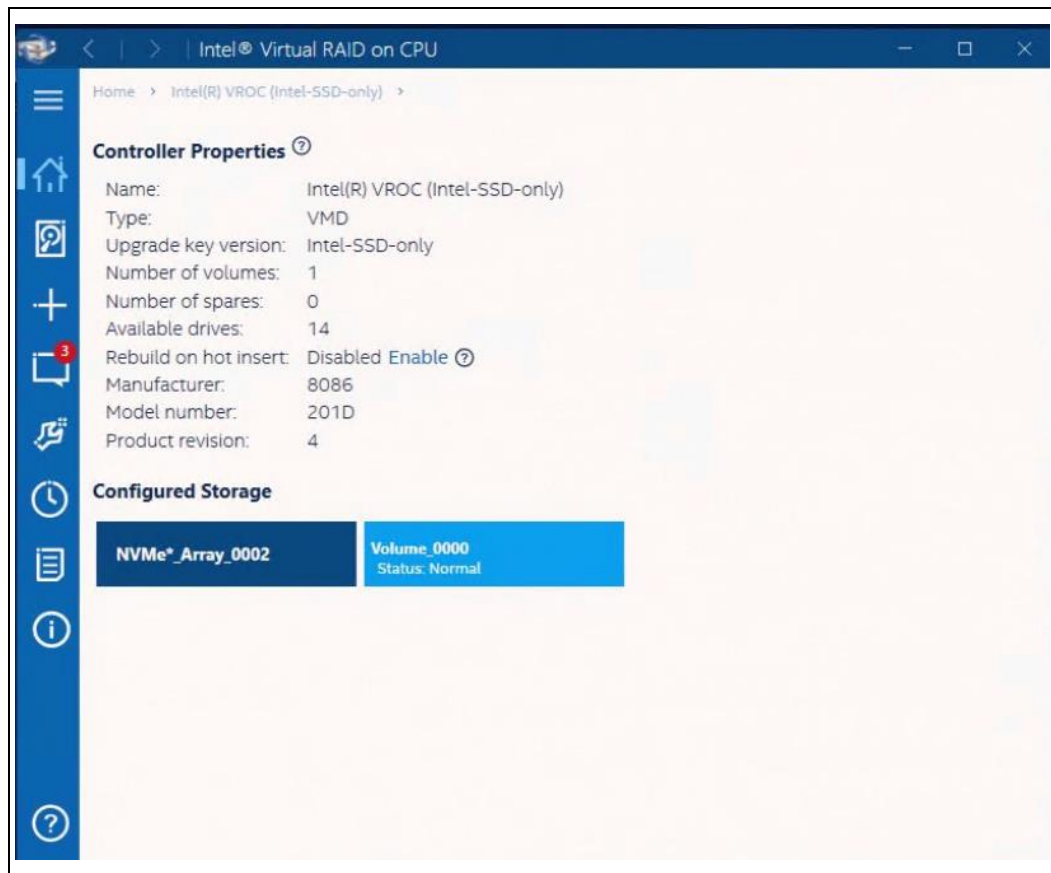 Intel® Virtual RAID on CPU
Home > Intel(R) VROC (Intel-SSD-only) >
Controller Properties ?
Name: Intel(R) VROC (Intel-SSD-only)
Type: VMD
Upgrade key version: Intel-SSD-only
Number of volumes: 1
Number of spares: 0
Available drives: 14
3
Rebuild on hot insert: Disabled Enable ?
Manufacturer: 8086
Model number: 201D
Product revision: 4
Configured Storage
NVMe*_Array_0002
Volume_0000
Status: Normal
?